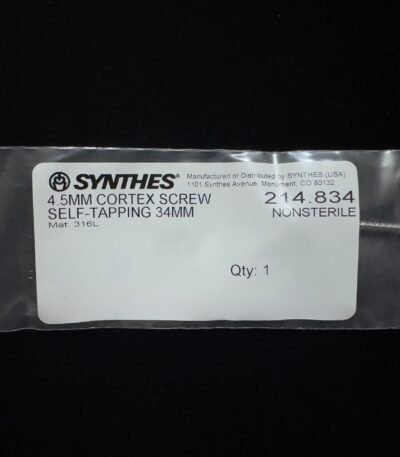 SYNTHES® Manufactured or Distributed by SYNTHES (USA)
1101 Synthes Avenue, Monument, CO 80132
4.5MM CORTEX SCREW 214.834
SELF-TAPPING 34MM NONSTERILE
Mat: 316L
Qty: 1